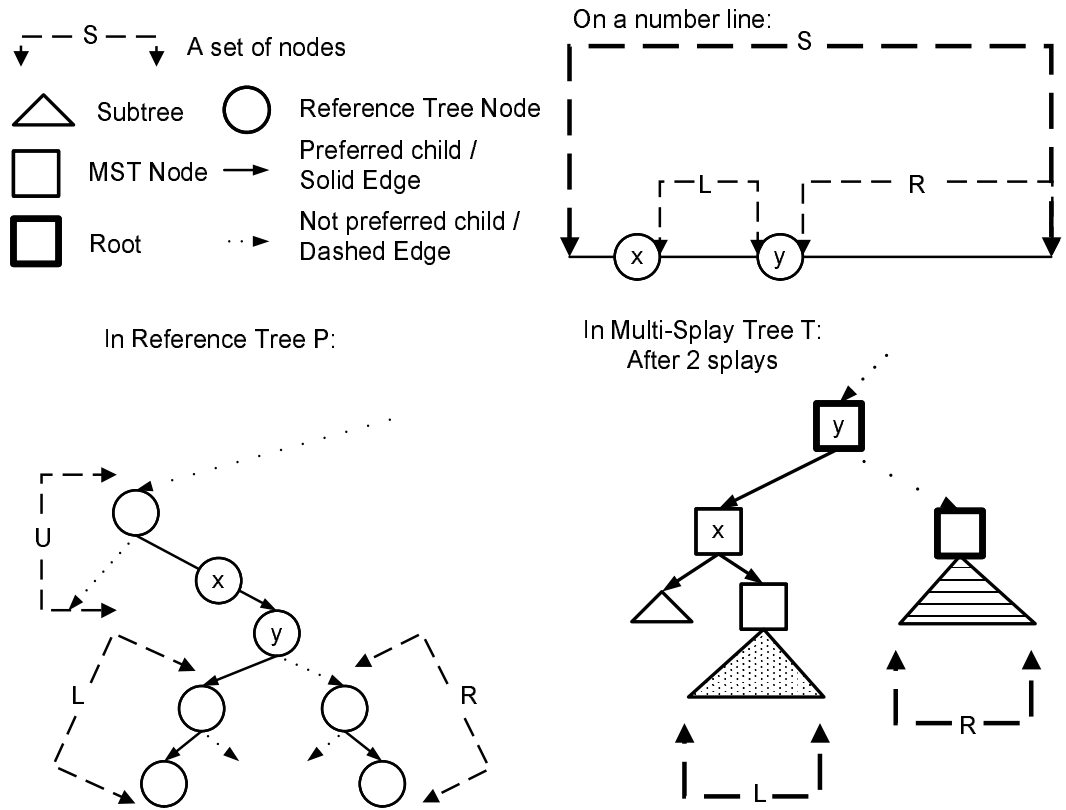 S
A set of nodes
Subtree
Reference Tree Node
MST Node
Preferred child /
Solid Edge
Root
Not preferred child /
Dashed Edge
On a number line:
S
L
R
x
y
In Reference Tree P:
U
x
y
L
R
In Multi-Splay Tree T:
After 2 splays
y
x
R
L